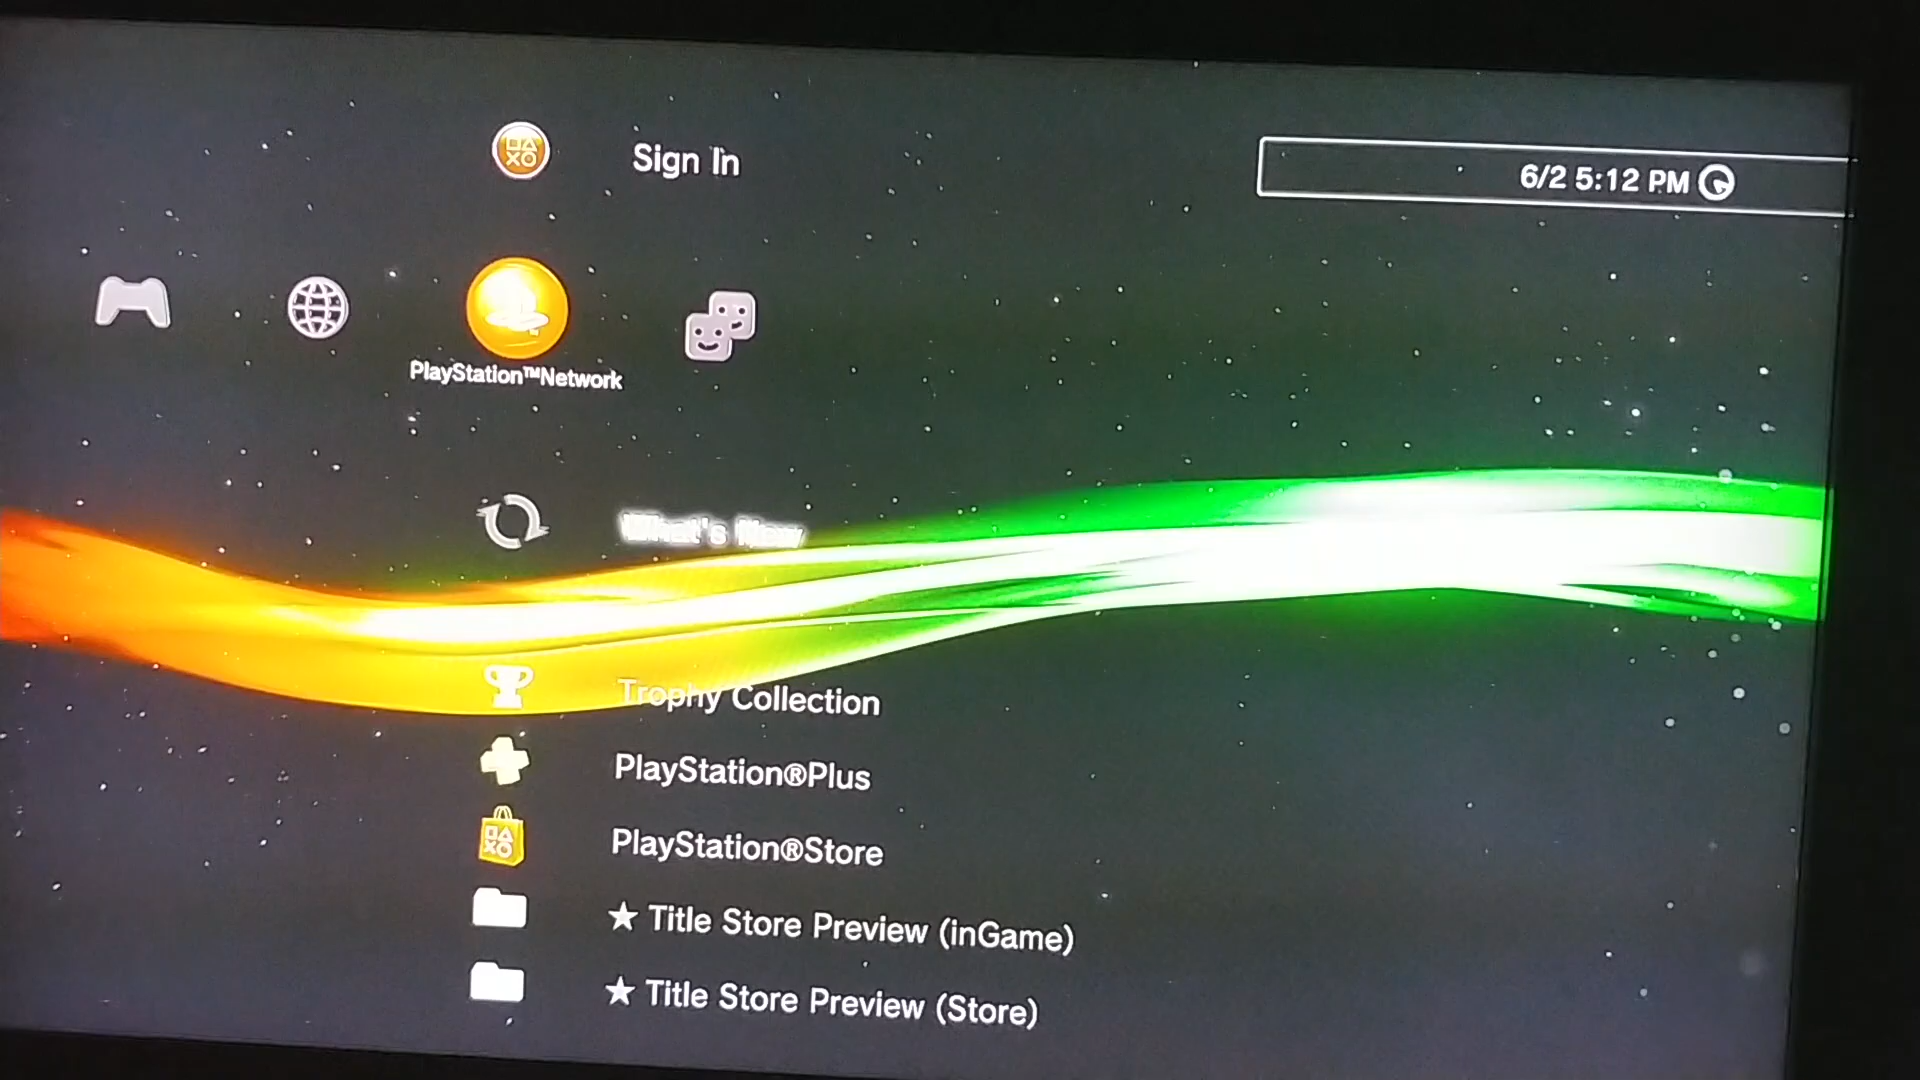 Sign In
6/2 5:12 PM
PlayStation™Network
What's New
Trophy Collection
PlayStation®Plus
PlayStation®Store
★ Title Store Preview (inGame)
★ Title Store Preview (Store)